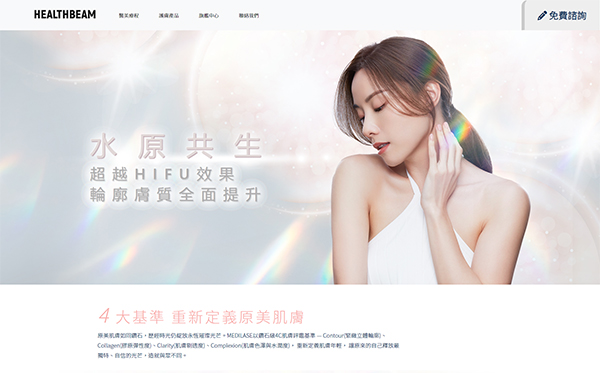 HEALTHBEAM
醫美療程 護膚產品 旗艦中心 聯絡我們
免費諮詢
水原共生
超越HIFU效果
輪廓膚質全面提升
4 大基準 重新定義原美肌膚
原美肌膚如同鑽石，歷經時光仍綻放永恆璀璨光芒。MEDILASE以鑽石級4C肌膚評鑑基準 — Contour(緊緻立體輪廓)、
Collagen(膠原彈性度)、Clarity(肌膚剔透度)、Complexion(肌膚色澤與水潤度)， 重新定義肌膚年輕， 讓原來的自己釋放最
獨特、自信的光芒，造就與眾不同。